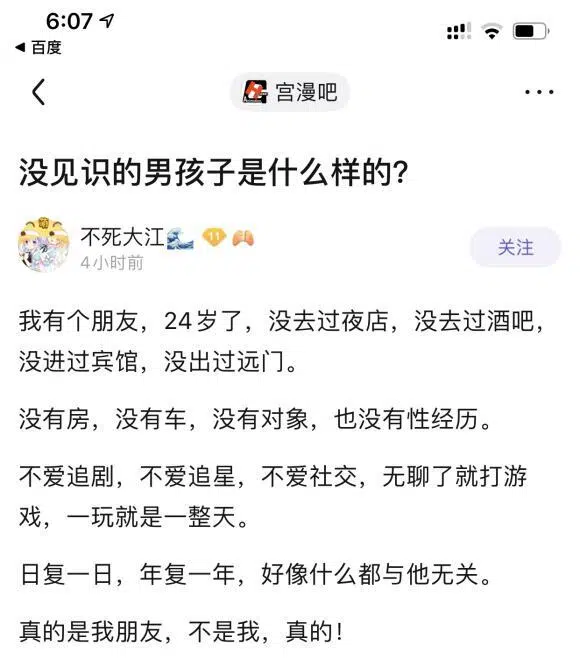 6:07
百度
宫漫吧
没见识的男孩子是什么样的?
不死大江🌊 11
4小时前
关注
我有个朋友，24岁了，没去过夜店，没去过酒吧，
没进过宾馆，没出过远门。
没有房，没有车，没有对象，也没有性经历。
不爱追剧，不爱追星，不爱社交，无聊了就打游
戏，一玩就是一整天。
日复一日，年复一年，好像什么都与他无关。
真的是我朋友，不是我，真的！